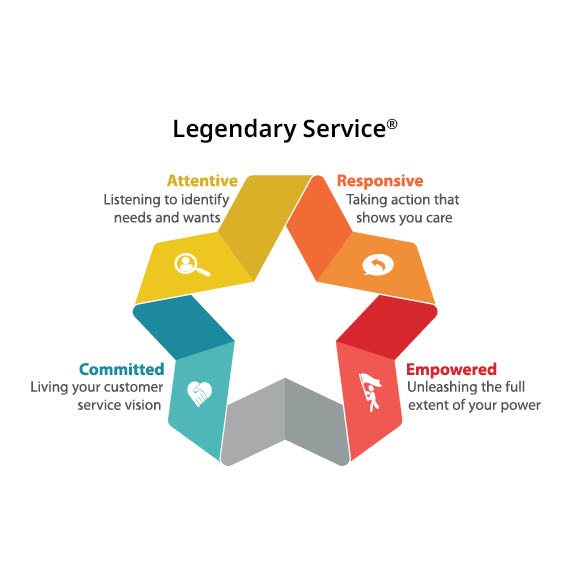 Legendary Service®
Attentive
Listening to identify
needs and wants
Responsive
Taking action that
shows you care
Committed
Living your customer
service vision
Empowered
Unleashing the full
extent of your power